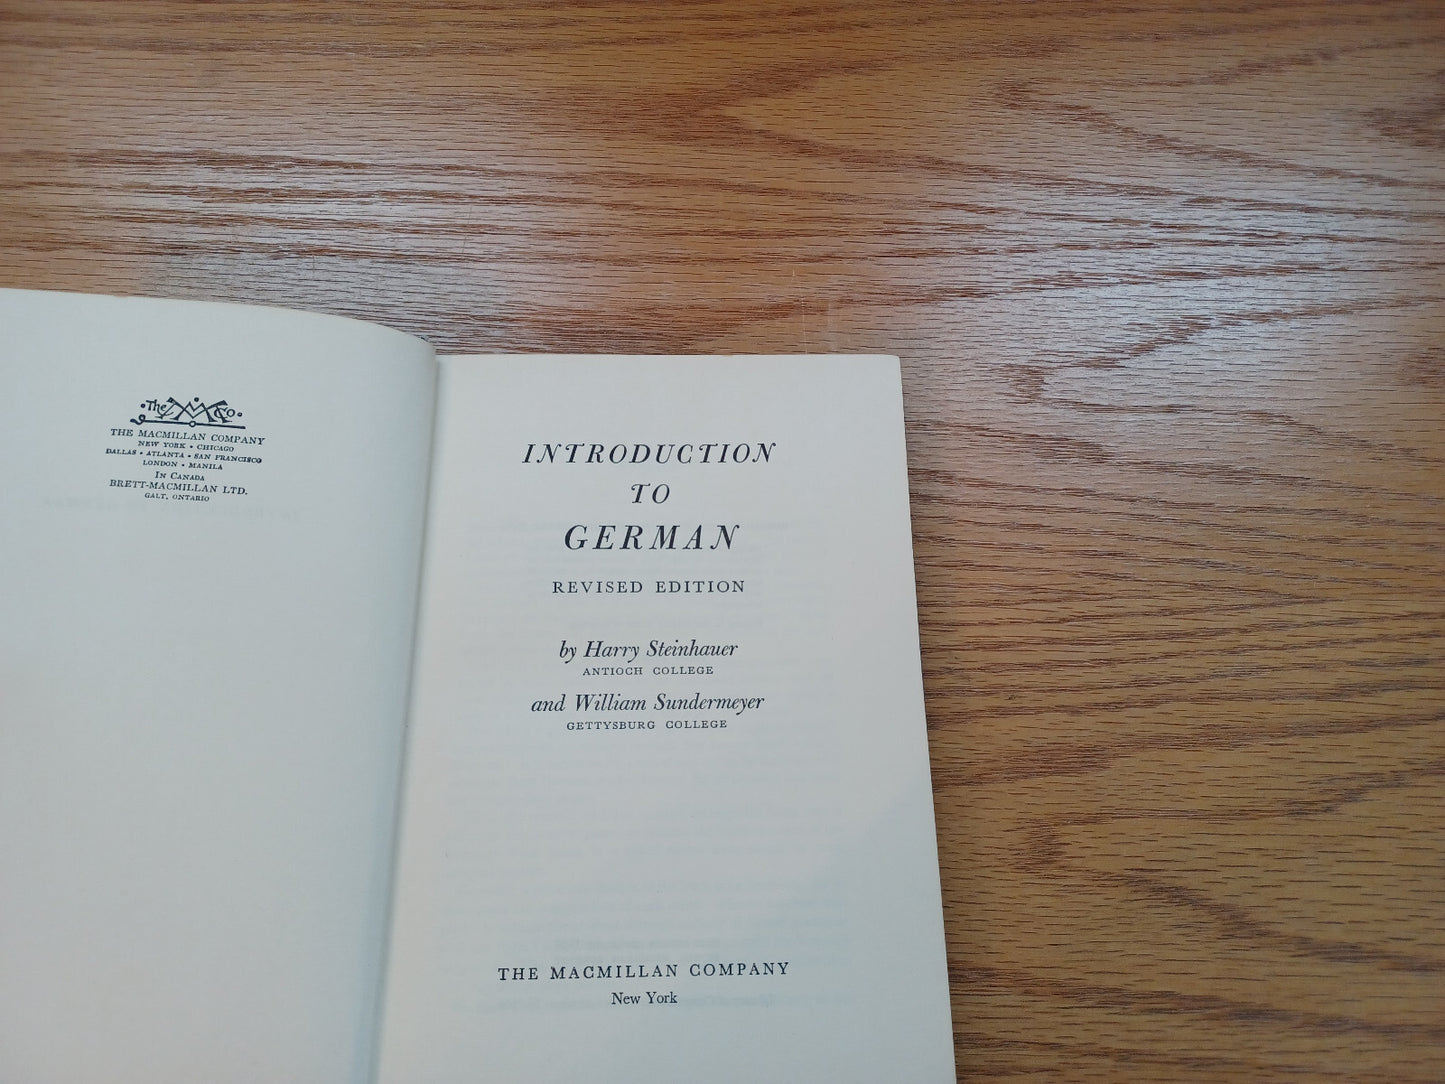 The M Co.
THE MACMILLAN COMPANY
NEW YORK • CHICAGO
DALLAS • ATLANTA • SAN FRANCISCO
LONDON • MANILA
IN CANADA
BRETT-MACMILLAN LTD.
GALT, ONTARIO
INTRODUCTION
TO
GERMAN
REVISED EDITION
by Harry Steinhauer
ANTIOCH COLLEGE
and William Sundermeyer
GETTYSBURG COLLEGE
THE MACMILLAN COMPANY
New York